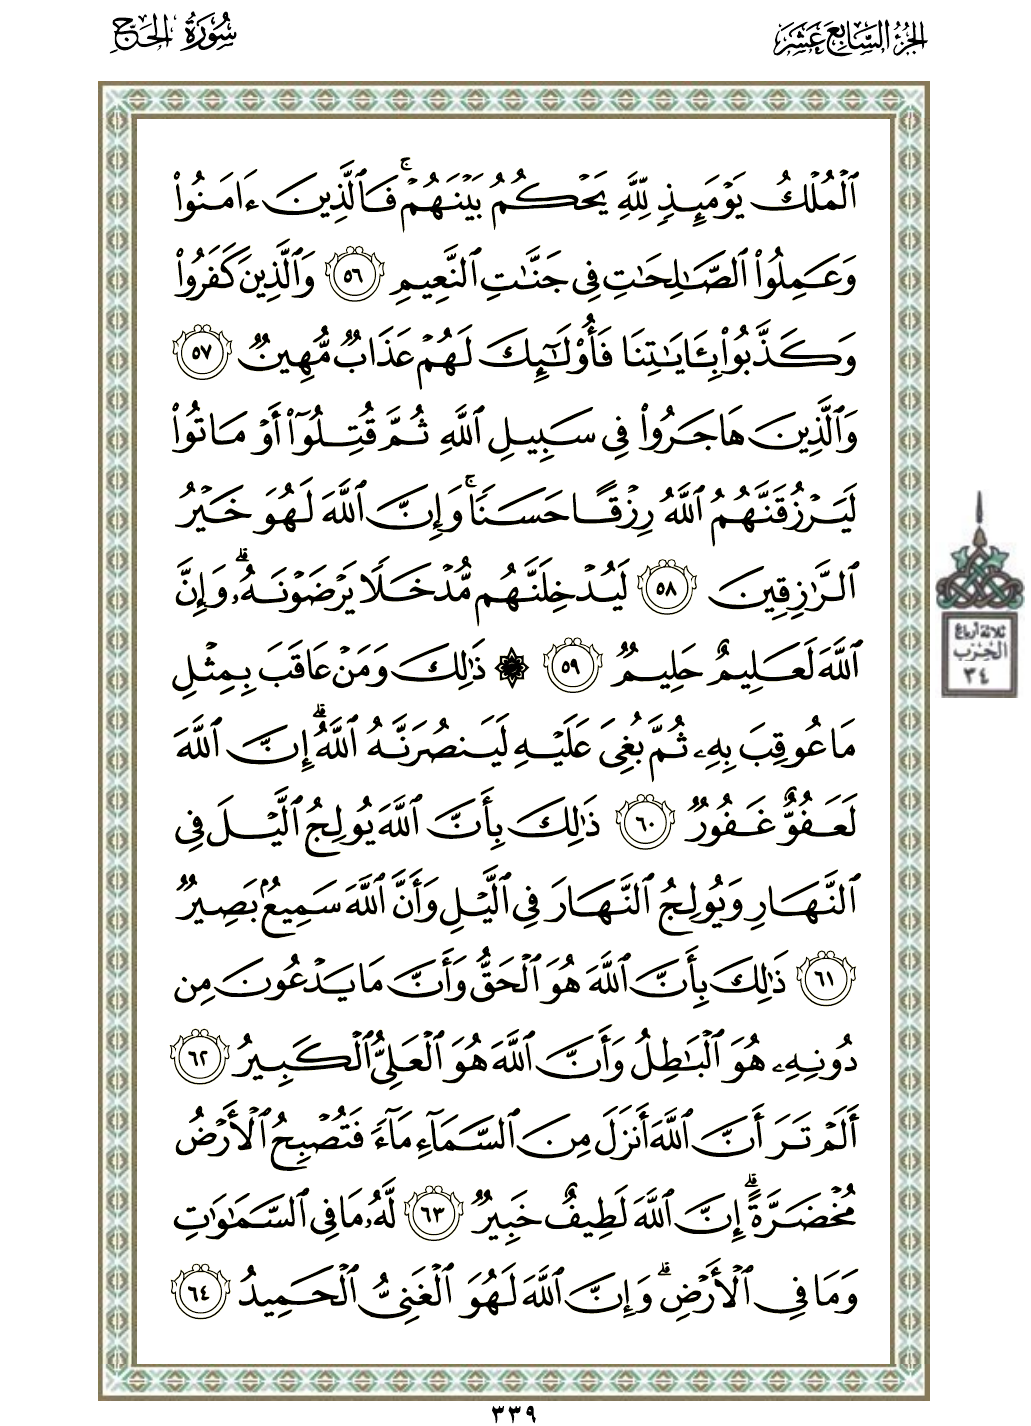 الجزء السابع عشر
سورة الحج
ٱلْمُلْكُ يَوْمَئِذٍ لِّلَّهِ يَحْكُمُ بَيْنَهُمْ ۚ فَٱلَّذِينَ ءَامَنُوا۟
وَعَمِلُوا۟ ٱلصَّـٰلِحَـٰتِ فِى جَنَّـٰتِ ٱلنَّعِيمِ ٥٦ وَٱلَّذِينَ كَفَرُوا۟
وَكَذَّبُوا۟ بِـَٔايَـٰتِنَا فَأُو۟لَـٰٓئِكَ لَهُمْ عَذَابٌ مُّهِينٌ ٥٧
وَٱلَّذِينَ هَاجَرُوا۟ فِى سَبِيلِ ٱللَّهِ ثُمَّ قُتِلُوٓا۟ أَوْ مَاتُوا۟
لَيَرْزُقَنَّهُمُ ٱللَّهُ رِزْقًا حَسَنًا ۚ وَإِنَّ ٱللَّهَ لَهُوَ خَيْرُ
ٱلرَّٰزِقِينَ ٥٨ لَيُدْخِلَنَّهُم مُّدْخَلًا يَرْضَوْنَهُۥ ۗ وَإِنَّ
ٱللَّهَ لَعَلِيمٌ حَلِيمٌ ٥٩ ۞ ذَٰلِكَ وَمَنْ عَاقَبَ بِمِثْلِ
مَا عُوقِبَ بِهِۦ ثُمَّ بُغِىَ عَلَيْهِ لَيَنصُرَنَّهُ ٱللَّهُ ۗ إِنَّ ٱللَّهَ
لَعَفُوٌّ غَفُورٌ ٦٠ ذَٰلِكَ بِأَنَّ ٱللَّهَ يُولِجُ ٱلَّيْلَ فِى
ٱلنَّهَارِ وَيُولِجُ ٱلنَّهَارَ فِى ٱلَّيْلِ وَأَنَّ ٱللَّهَ سَمِيعٌۢ بَصِيرٌ
٦١ ذَٰلِكَ بِأَنَّ ٱللَّهَ هُوَ ٱلْحَقُّ وَأَنَّ مَا يَدْعُونَ مِن
دُونِهِۦ هُوَ ٱلْبَـٰطِلُ وَأَنَّ ٱللَّهَ هُوَ ٱلْعَلِىُّ ٱلْكَبِيرُ ٦٢
أَلَمْ تَرَ أَنَّ ٱللَّهَ أَنزَلَ مِنَ ٱلسَّمَآءِ مَآءً فَتُصْبِحُ ٱلْأَرْضُ
مُخْضَرَّةً ۗ إِنَّ ٱللَّهَ لَطِيفٌ خَبِيرٌ ٦٣ لَّهُۥ مَا فِى ٱلسَّمَـٰوَٰتِ
وَمَا فِى ٱلْأَرْضِ ۗ وَإِنَّ ٱللَّهَ لَهُوَ ٱلْغَنِىُّ ٱلْحَمِيدُ ٦٤
ثلاثة أرباع
الحزب
٣٤
٣٣٩